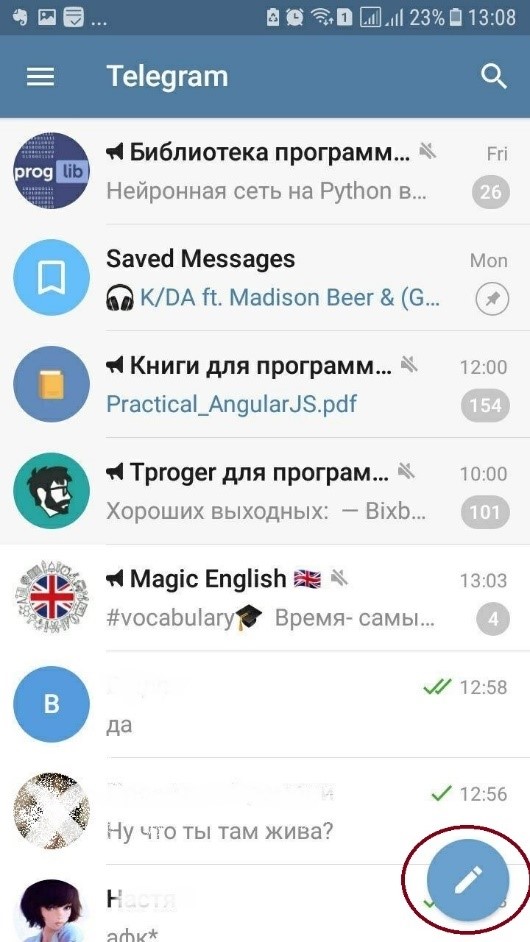 ... 1 23% 13:08
Telegram
prog lib
Библиотека программ... Fri
Нейронная сеть на Python в... 26
Saved Messages Mon
K/DA ft. Madison Beer & (G...
Книги для программ... 12:00
Practical_AngularJS.pdf 154
Tproger для програм... 10:00
Хороших выходных: — Bixb... 101
Magic English 🇬🇧 13:03
#vocabulary🎓 Время- самы... 4
В
12:58
да
12:56
Ну что ты там жива?
Настя
афк*